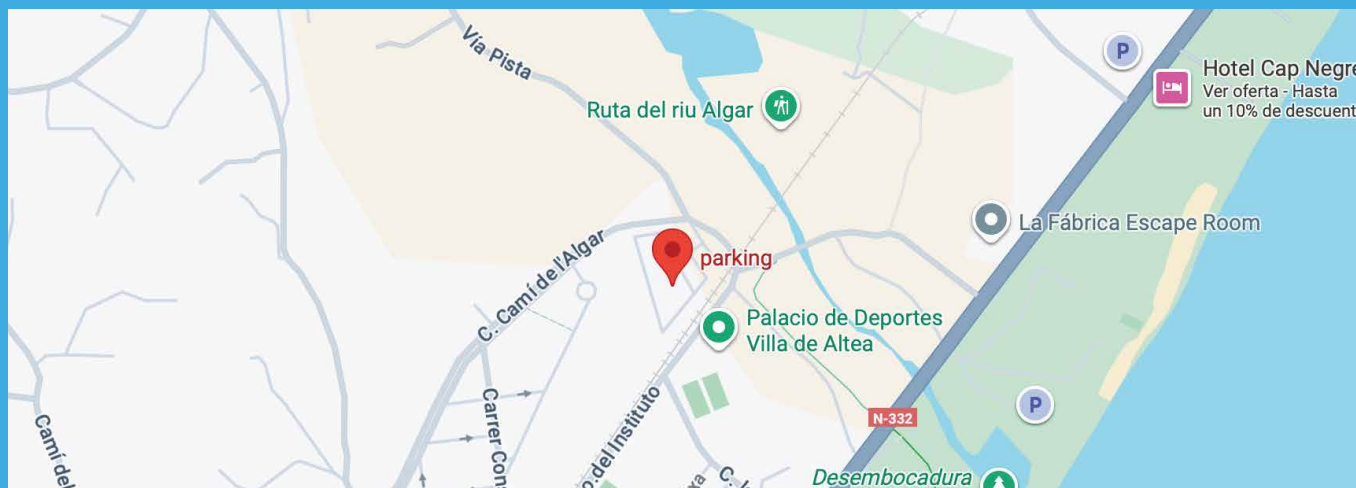 Vía Pista
P
Hotel Cap Negre
Ver oferta - Hasta
un 10% de descuent
Ruta del riu Algar
La Fábrica Escape Room
C. Camí de l'Algar
parking
Palacio de Deportes
Villa de Altea
P
N-332
Carrer Con
o.del Instituto
Camí del
Desembocadura